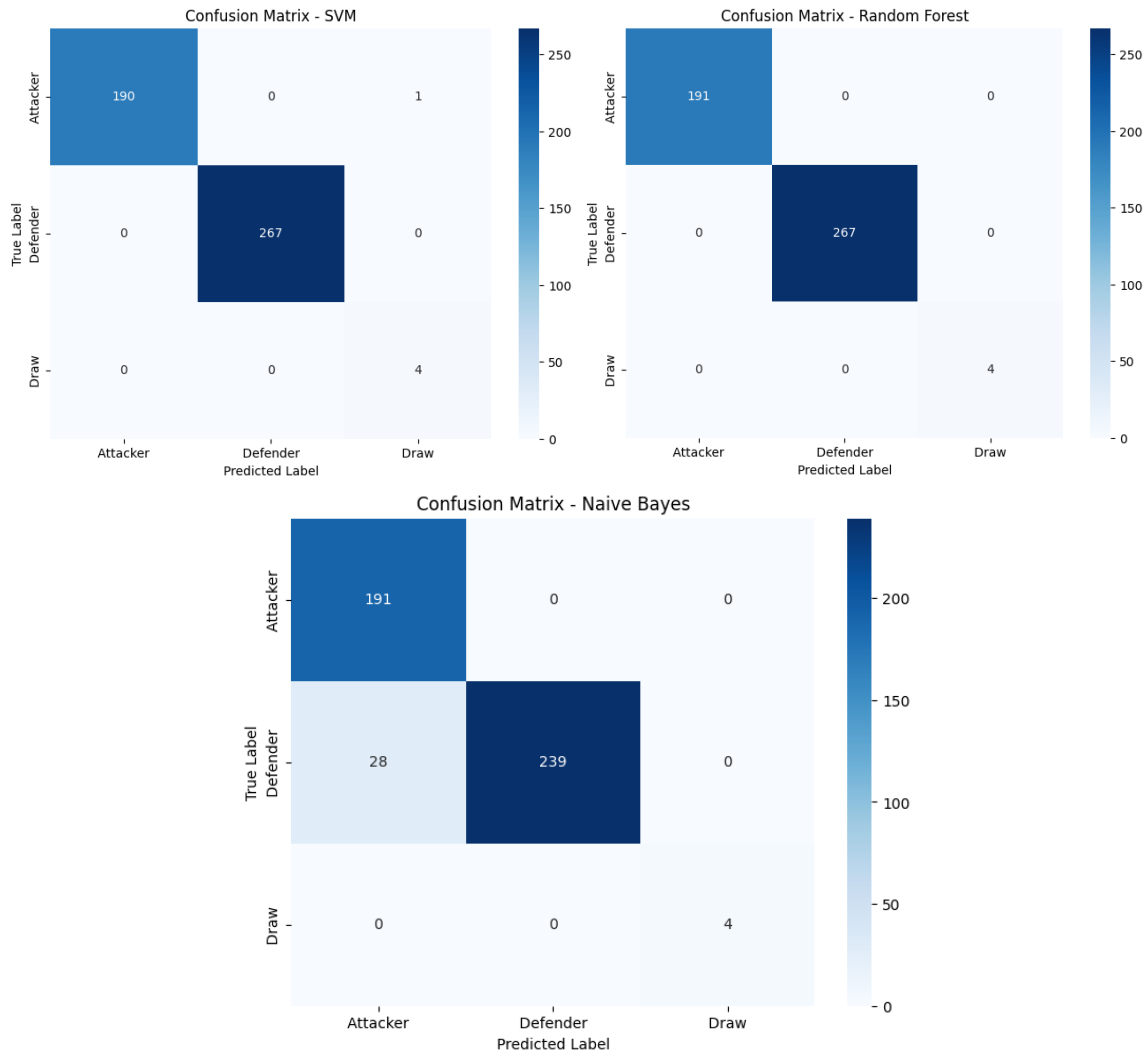 Confusion Matrix - SVM
Attacker
190
0
1
True Label
Defender
0
267
0
Draw
0
0
4
Attacker
Defender
Draw
Predicted Label
250
200
150
100
50
0
Confusion Matrix - Random Forest
Attacker
191
0
0
True Label
Defender
0
267
0
Draw
0
0
4
Attacker
Defender
Draw
Predicted Label
250
200
150
100
50
0
Confusion Matrix - Naive Bayes
Attacker
191
0
0
True Label
Defender
28
239
0
Draw
0
0
4
Attacker
Defender
Draw
Predicted Label
200
150
100
50
0